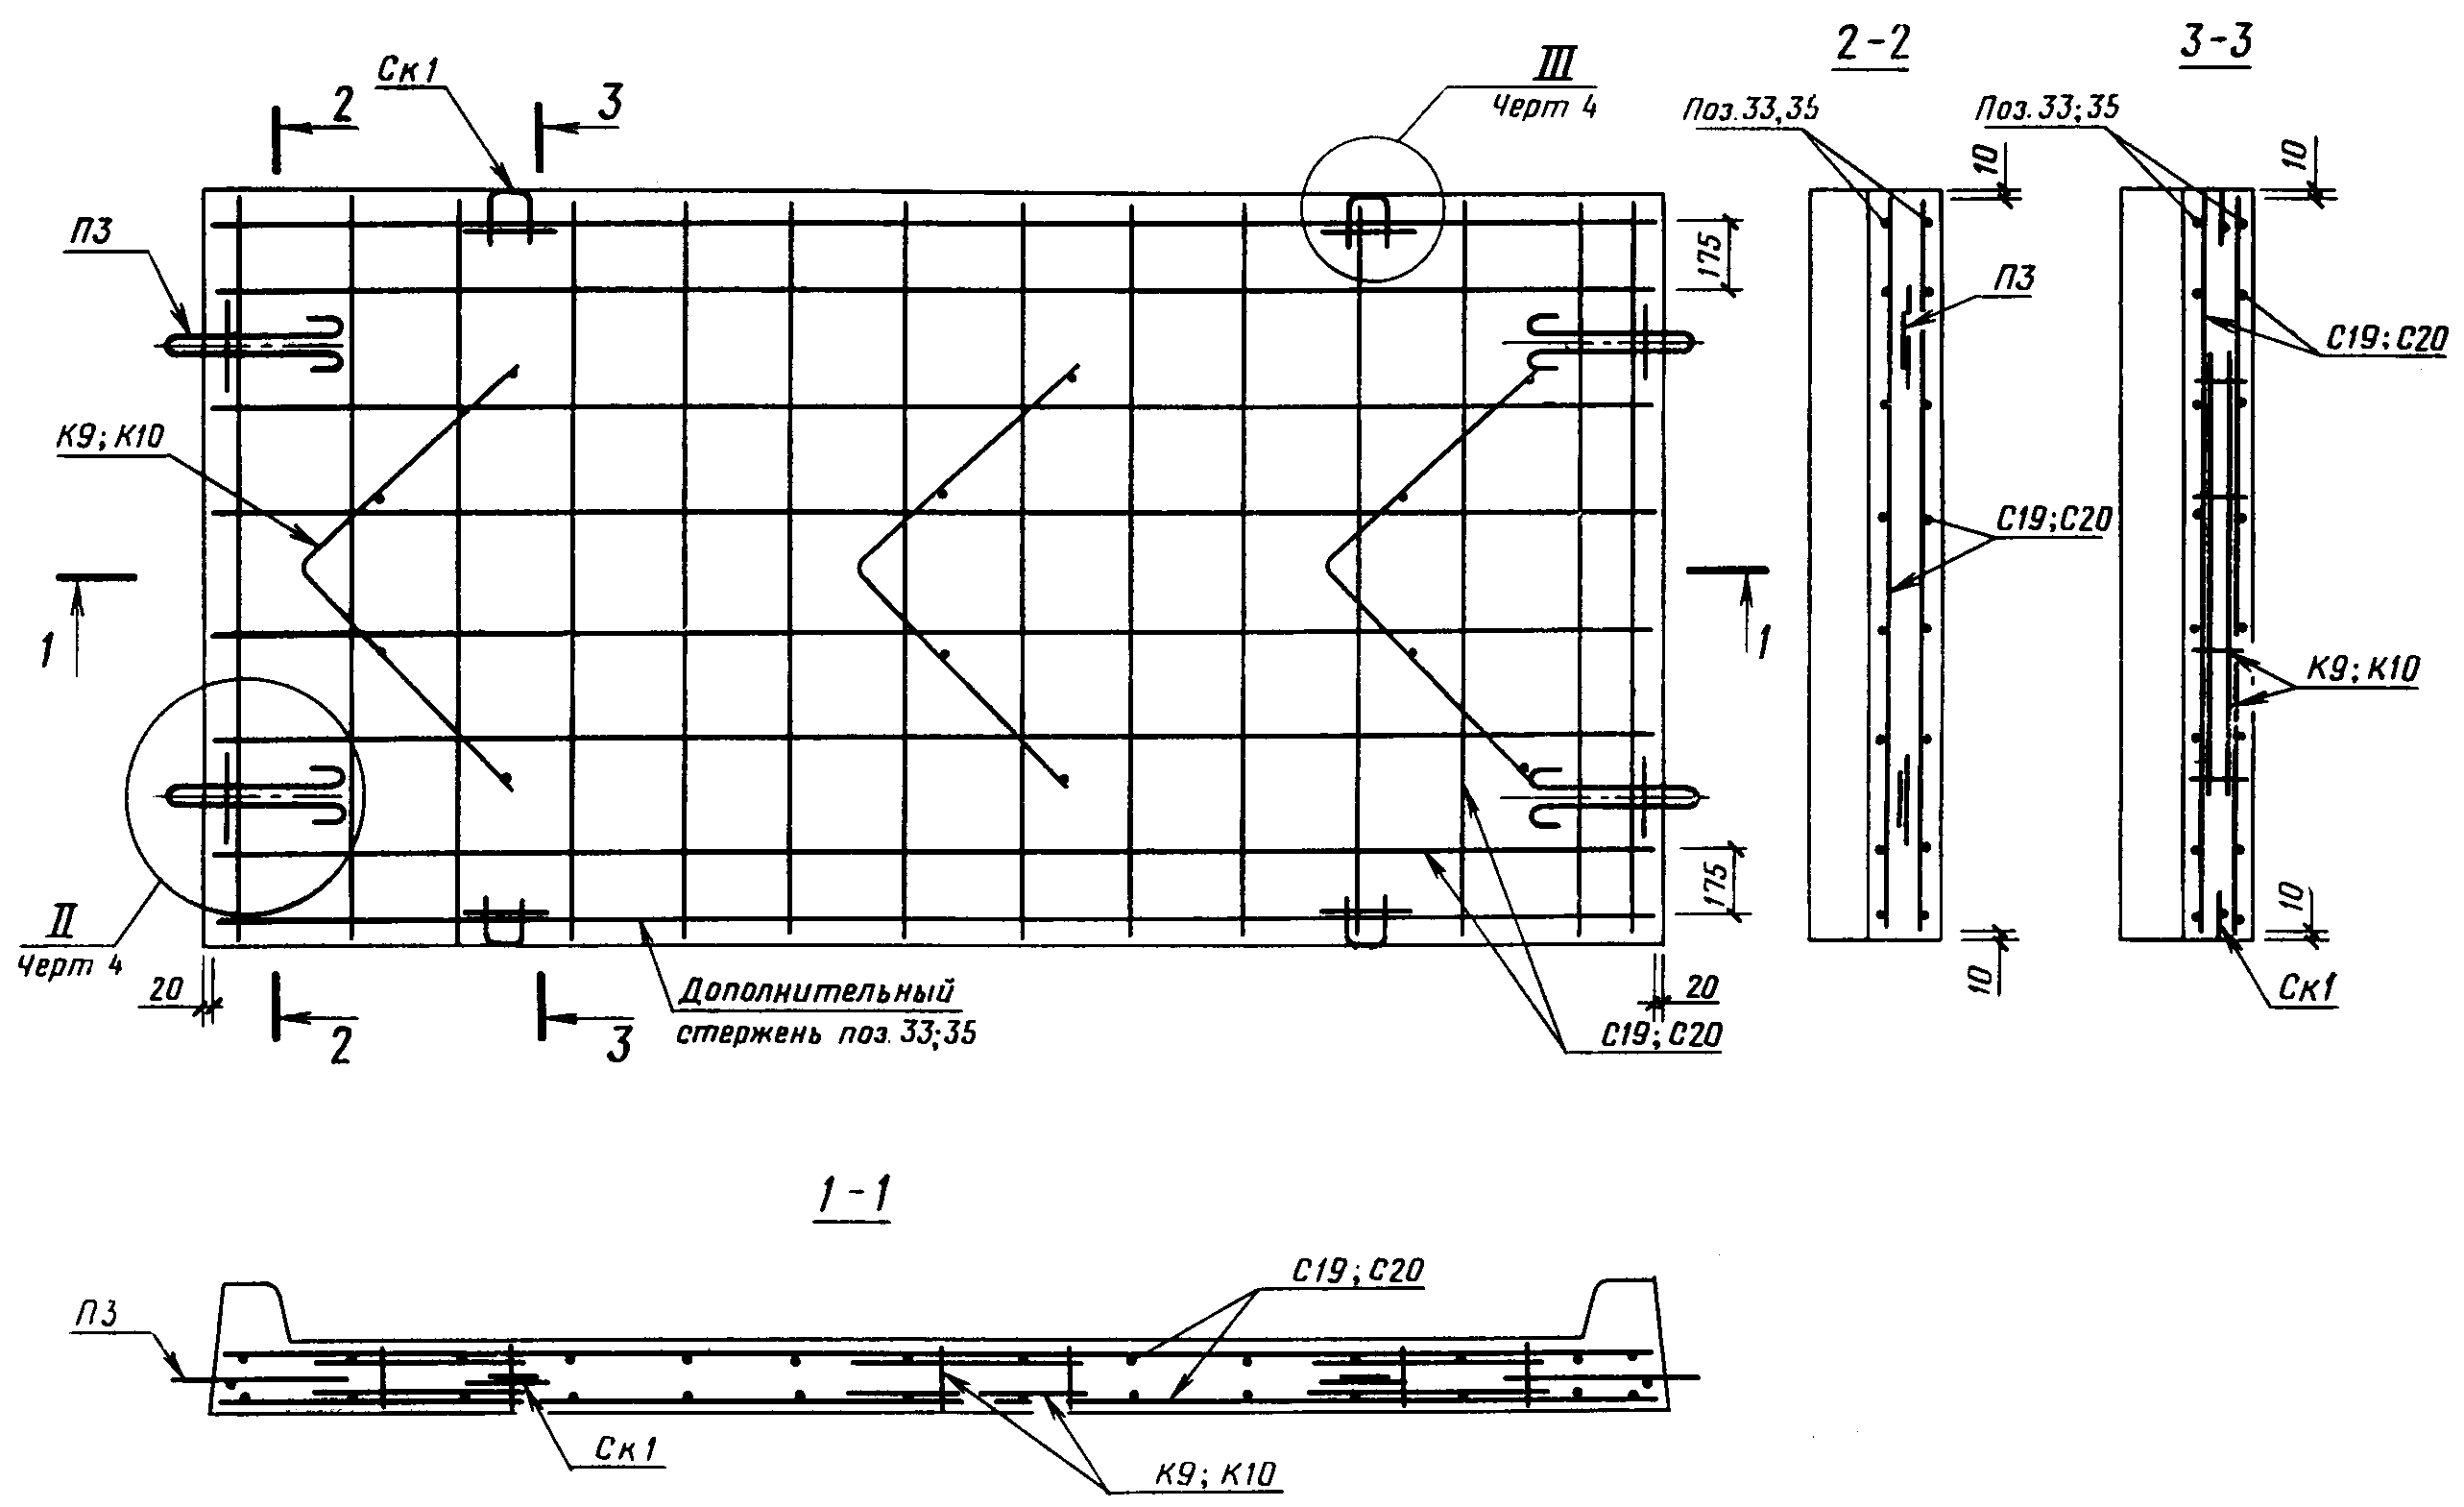 Ск1
2
3
III
Черт 4
2-2
3-3
Поз. 33,35
Поз. 33;35
10
10
П3
175
П3
С19; С20
К9; К10
С19;С20
1
1
К9; К10
II
Черт 4
175
10
10
20
Дополнительный
стержень поз. 33;35
20
Ск1
2
3
С19; С20
1-1
С19; С20
П3
Ск1
К9; К10